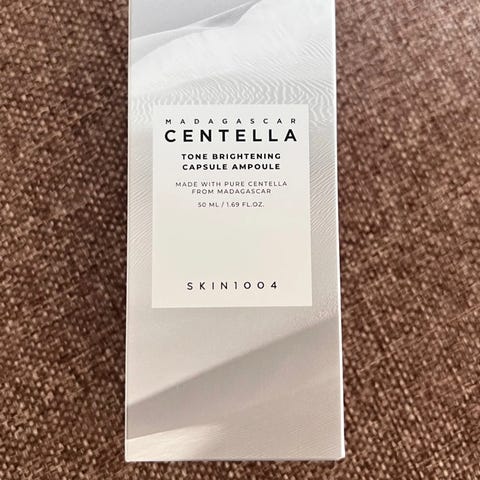 MADAGASCAR
CENTELLA
TONE BRIGHTENING
CAPSULE AMPOULE
MADE WITH PURE CENTELLA
FROM MADAGASCAR
50 ML / 1.69 FL.OZ.
SKIN1004